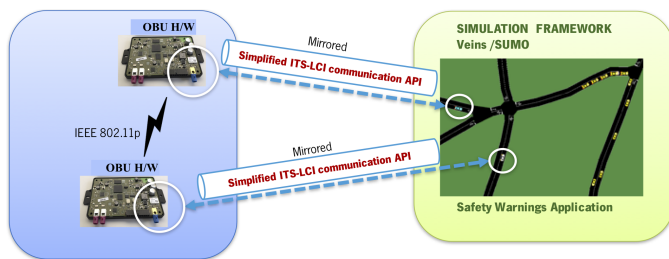 OBU H/W
IEEE 802.11p
OBU H/W
Mirrored
Simplified ITS-LCI communication API
Mirrored
Simplified ITS-LCI communication API
SIMULATION FRAMEWORK
Veins /SUMO
Safety Warnings Application